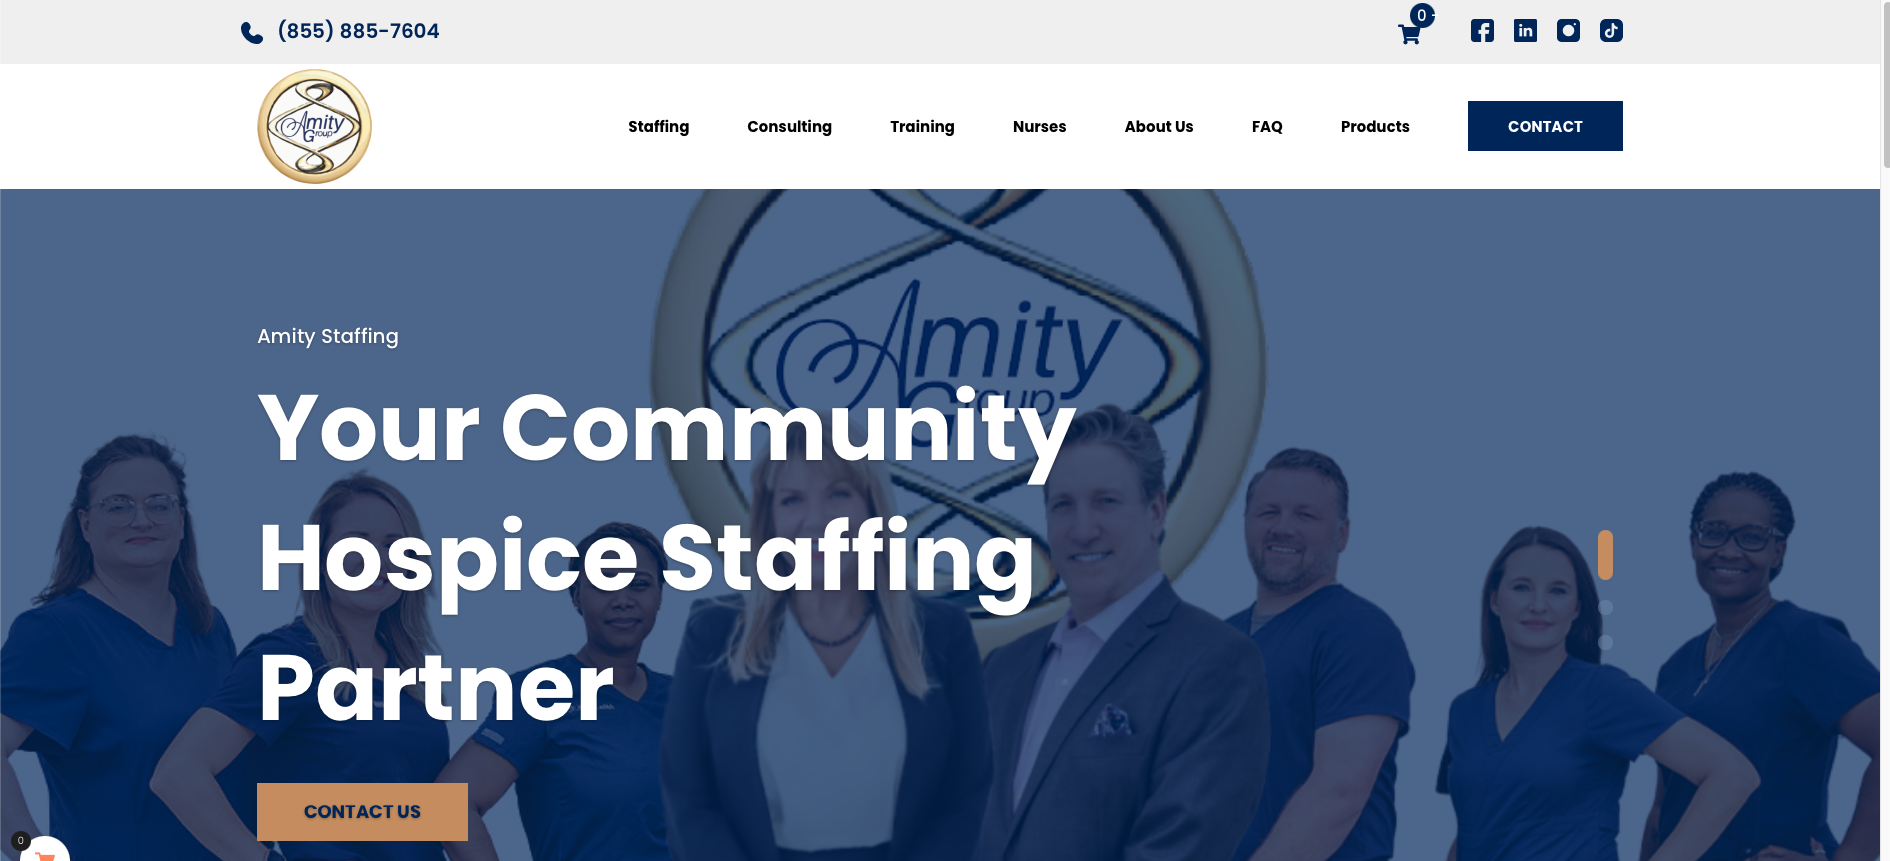 (855) 885-7604
0
Amity
Group
Staffing
Consulting
Training
Nurses
About Us
FAQ
Products
CONTACT
Amity
Group
Amity Staffing
Your Community
Hospice Staffing
Partner
CONTACT US
0